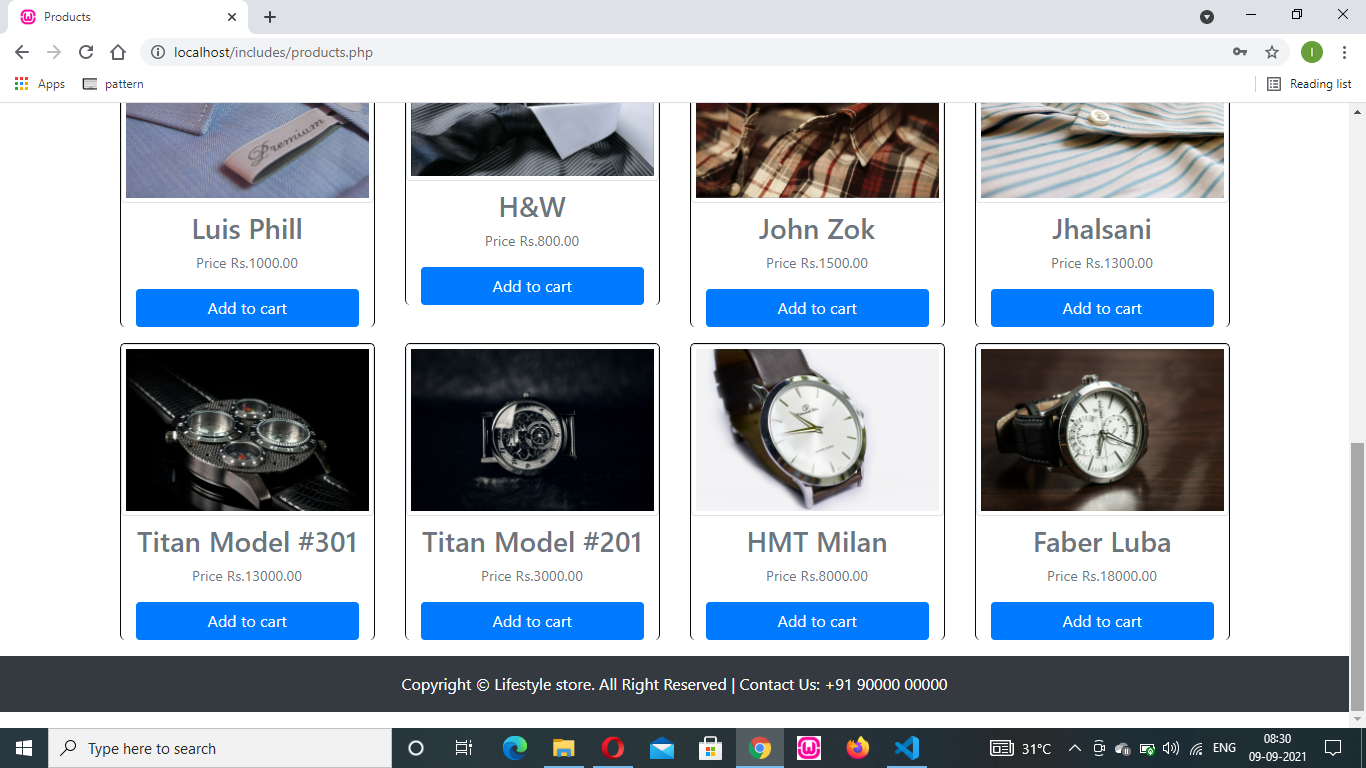 Products
localhost/includes/products.php
I
Apps
pattern
Reading list
Premium
Luis Phill
Price Rs.1000.00
Add to cart
H&W
Price Rs.800.00
Add to cart
John Zok
Price Rs.1500.00
Add to cart
Jhalsani
Price Rs.1300.00
Add to cart
Titan Model #301
Price Rs.13000.00
Add to cart
Titan Model #201
Price Rs.3000.00
Add to cart
HMT Milan
Price Rs.8000.00
Add to cart
Faber Luba
Price Rs.18000.00
Add to cart
Copyright © Lifestyle store. All Right Reserved | Contact Us: +91 90000 00000
Type here to search
31°C
ENG
08:30
09-09-2021